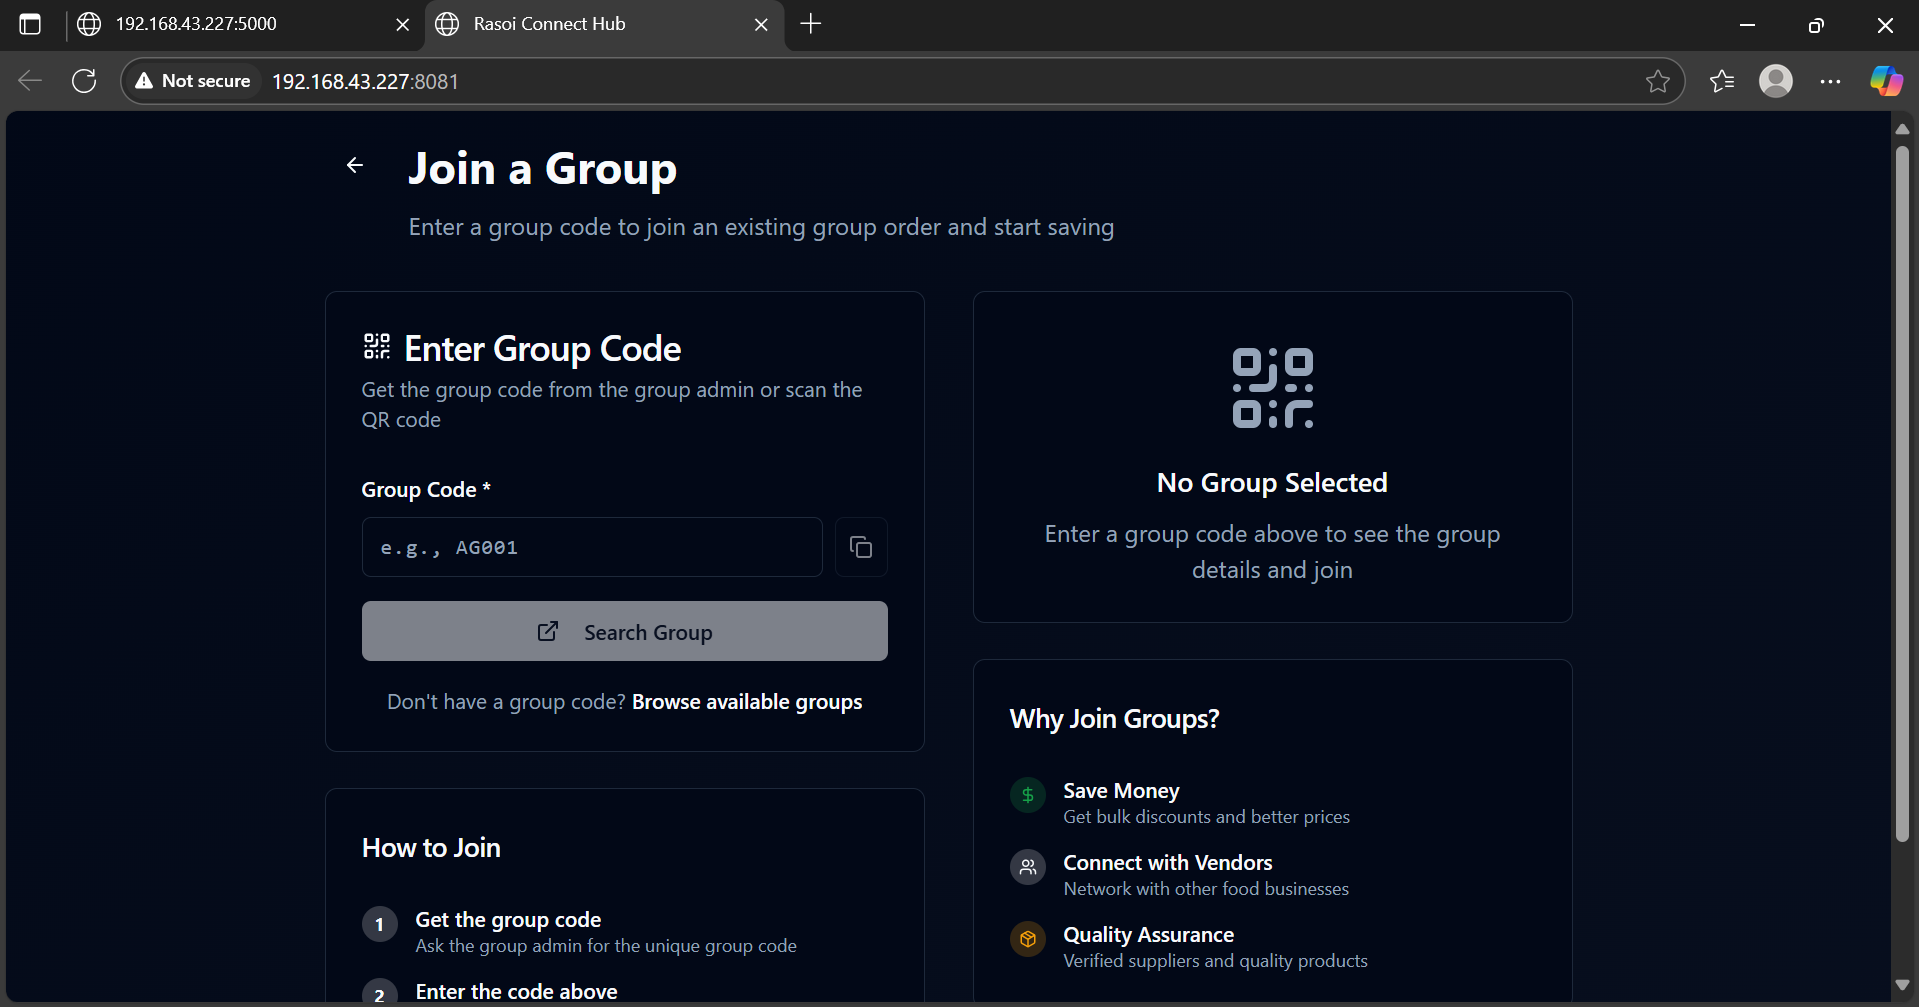 192.168.43.227:5000
Rasoi Connect Hub
Not secure
192.168.43.227:8081
Join a Group
Enter a group code to join an existing group order and start saving
Enter Group Code
Get the group code from the group admin or scan the
QR code
Group Code *
e.g., AG001
Search Group
Don't have a group code? Browse available groups
How to Join
1
Get the group code
Ask the group admin for the unique group code
2
Enter the code above
No Group Selected
Enter a group code above to see the group
details and join
Why Join Groups?
$
Save Money
Get bulk discounts and better prices
Connect with Vendors
Network with other food businesses
Quality Assurance
Verified suppliers and quality products